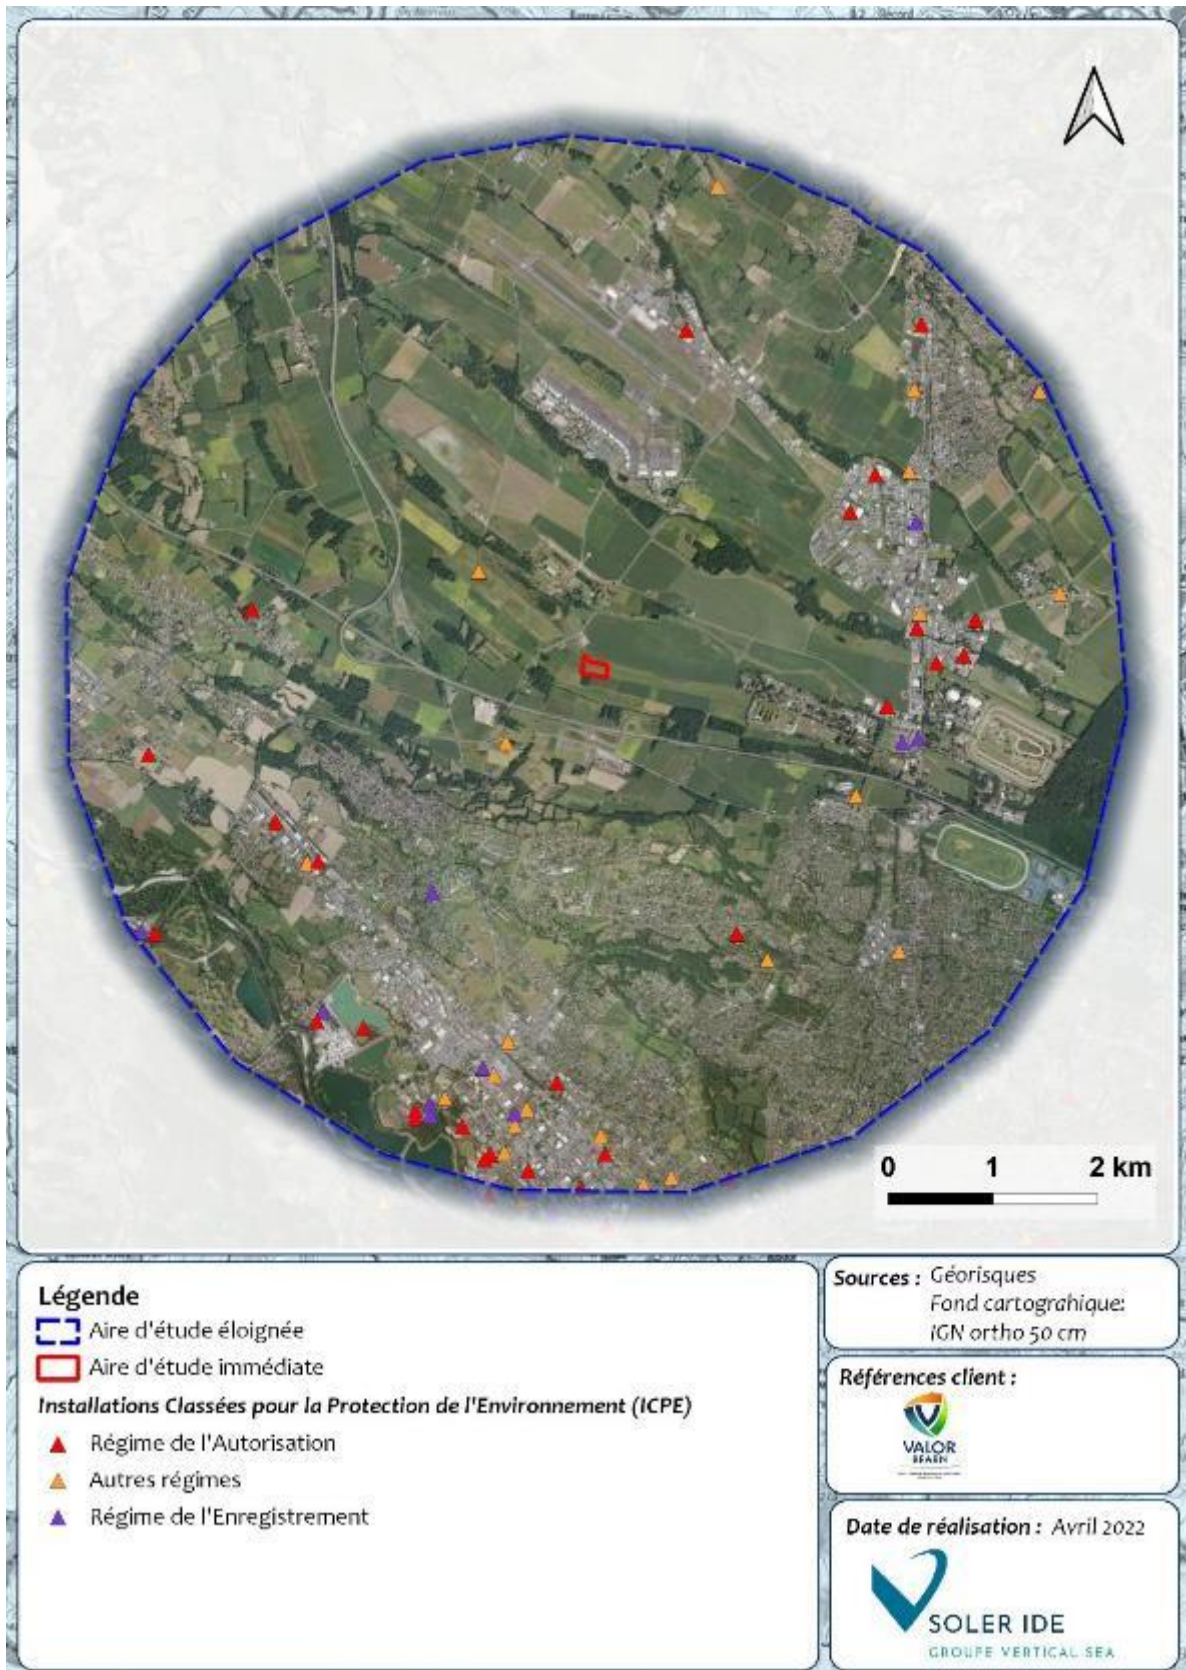 0 1 2 km
Légende
Aire d'étude éloignée
Aire d'étude immédiate
Installations Classées pour la Protection de l'Environnement (ICPE)
Régime de l'Autorisation
Autres régimes
Régime de l'Enregistrement
Sources : Géorisques
Fond cartograhique:
IGN ortho 50 cm
Références client :
VALOR
BÉARN
Date de réalisation : Avril 2022
SOLER IDE
GROUPE VERTICAL SEA